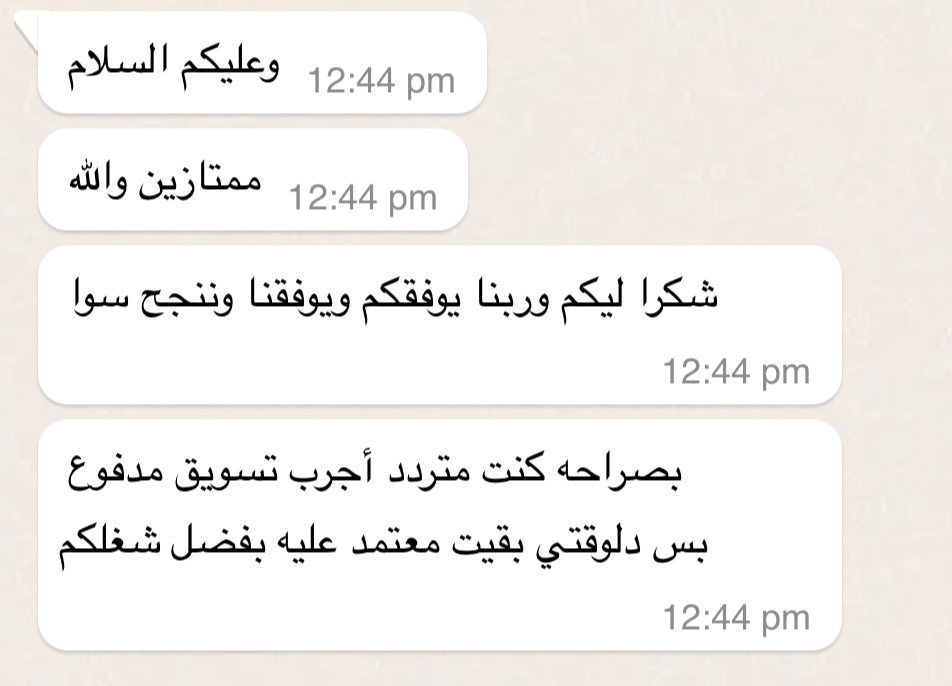 وعليكم السلام
12:44 pm
ممتازين والله
12:44 pm
شكرا ليكم وربنا يوفقكم ويوفقنا وننجح سوا
12:44 pm
بصراحه كنت متردد أجرب تسويق مدفوع
بس دلوقتي بقيت معتمد عليه بفضل شغلكم
12:44 pm